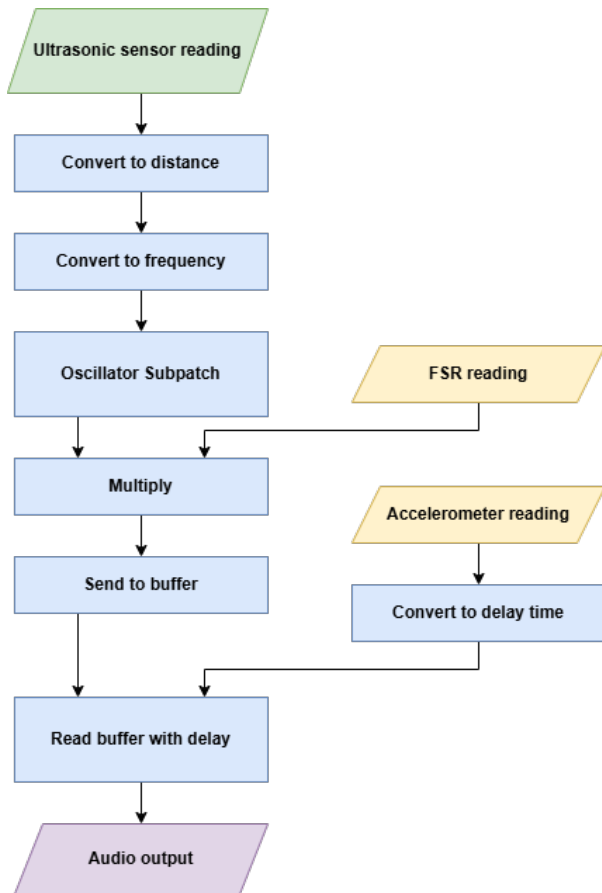 Ultrasonic sensor reading
Convert to distance
Convert to frequency
Oscillator Subpatch
FSR reading
Multiply
Accelerometer reading
Send to buffer
Convert to delay time
Read buffer with delay
Audio output